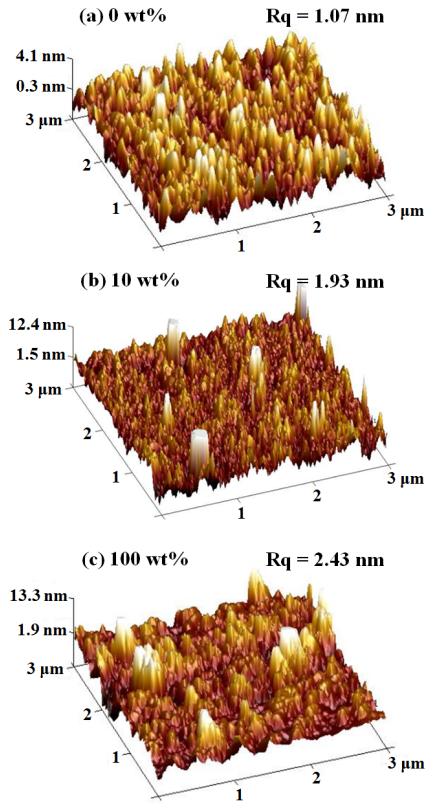 (a) 0 wt% Rq = 1.07 nm
4.1 nm
0.3 nm
3 μm
2
1
1
2
3 μm
(b) 10 wt% Rq = 1.93 nm
12.4 nm
1.5 nm
3 μm
2
1
1
2
3 μm
(c) 100 wt% Rq = 2.43 nm
13.3 nm
1.9 nm
3 μm
2
1
1
2
3 μm